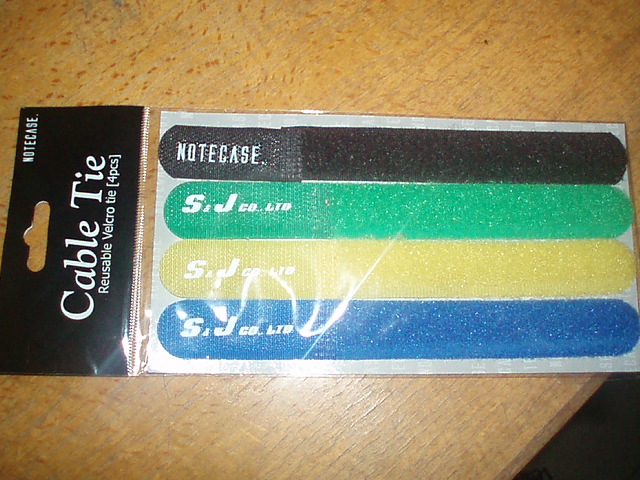 NOTECASE.
Cable Tie
Reusable Velcro tie [4pcs]
NOTECASE.
S&J CO., LTD
S&J CO., LTD
S&J CO., LTD